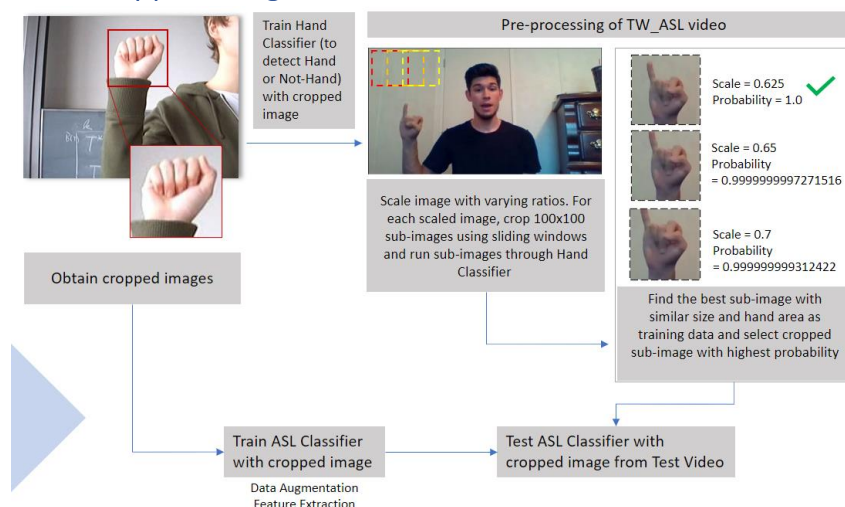 Train Hand
Classifier (to
detect Hand
or Not-Hand)
with cropped
image
Pre-processing of TW_ASL video
Scale = 0.625
Probability = 1.0
Scale = 0.65
Probability
= 0.9999999997271516
Scale = 0.7
Probability
= 0.999999999312422
Scale image with varying ratios. For
each scaled image, crop 100x100
sub-images using sliding windows
and run sub-images through Hand
Classifier
Obtain cropped images
Find the best sub-image with
similar size and hand area as
training data and select cropped
sub-image with highest probability
Train ASL Classifier
with cropped image
Test ASL Classifier with
cropped image from Test Video
Data Augmentation
Feature Extraction